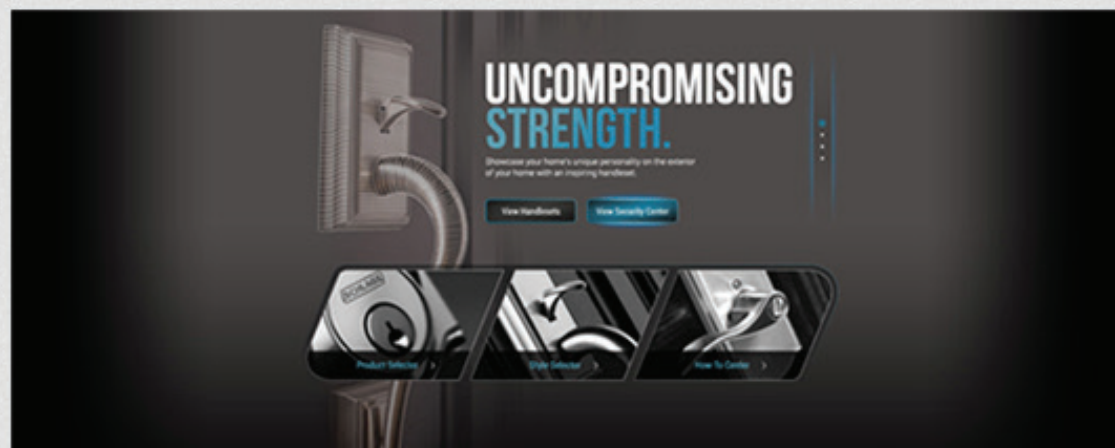 UNCOMPROMISING
STRENGTH.
Showcase your home's unique personality on the exterior
of your home with an inspiring handleset.
View Handlesets
View Security Center
SCHLAGE
Product Selector
Style Selector
How To Center